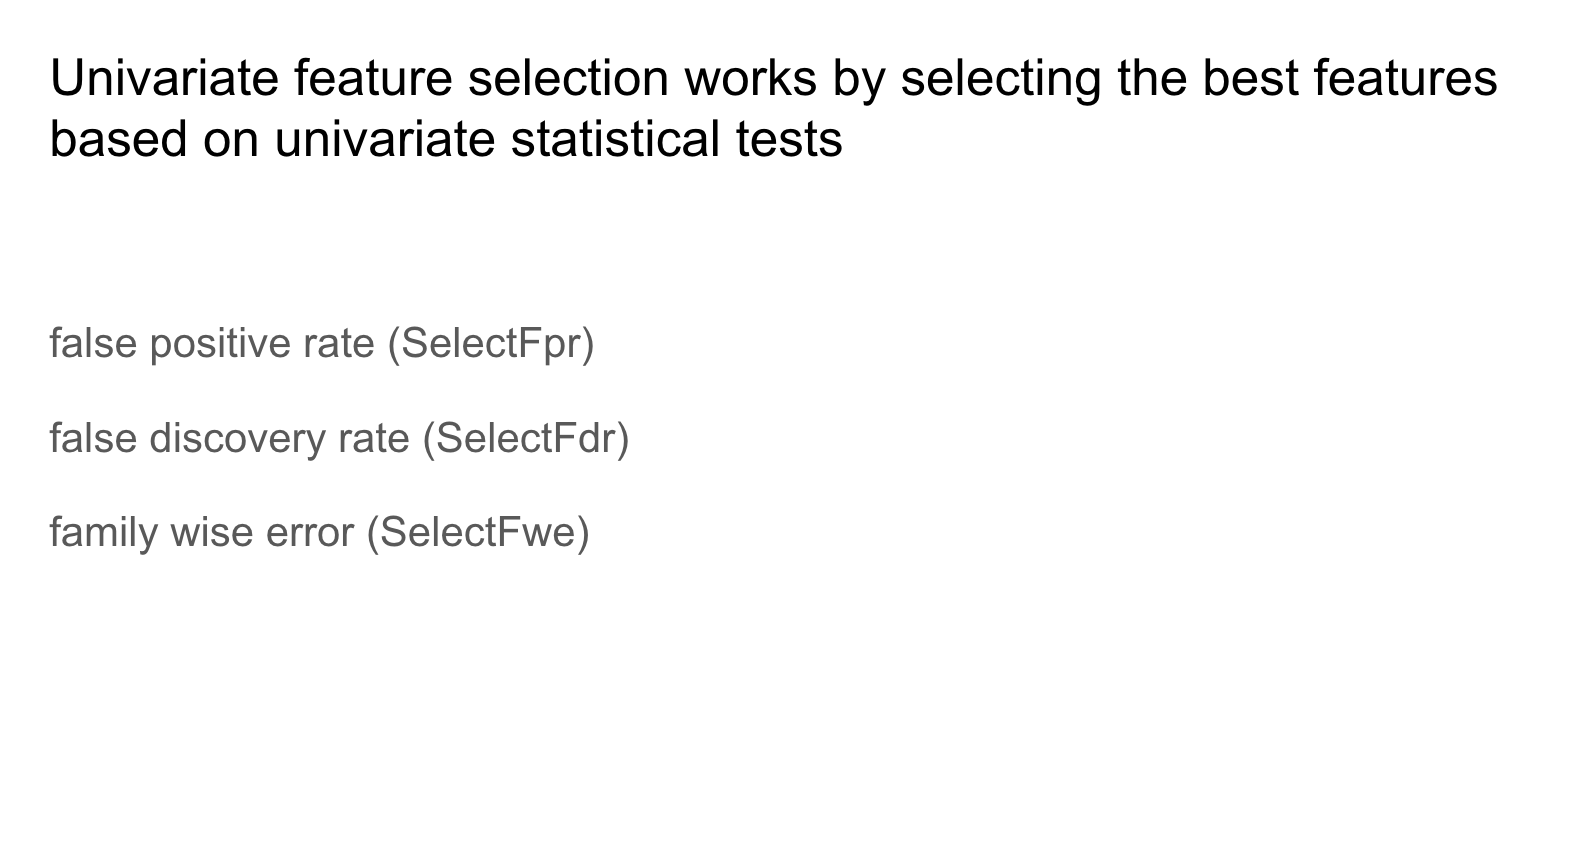 Univariate feature selection works by selecting the best features
based on univariate statistical tests
false positive rate (SelectFpr)
false discovery rate (SelectFdr)
family wise error (SelectFwe)